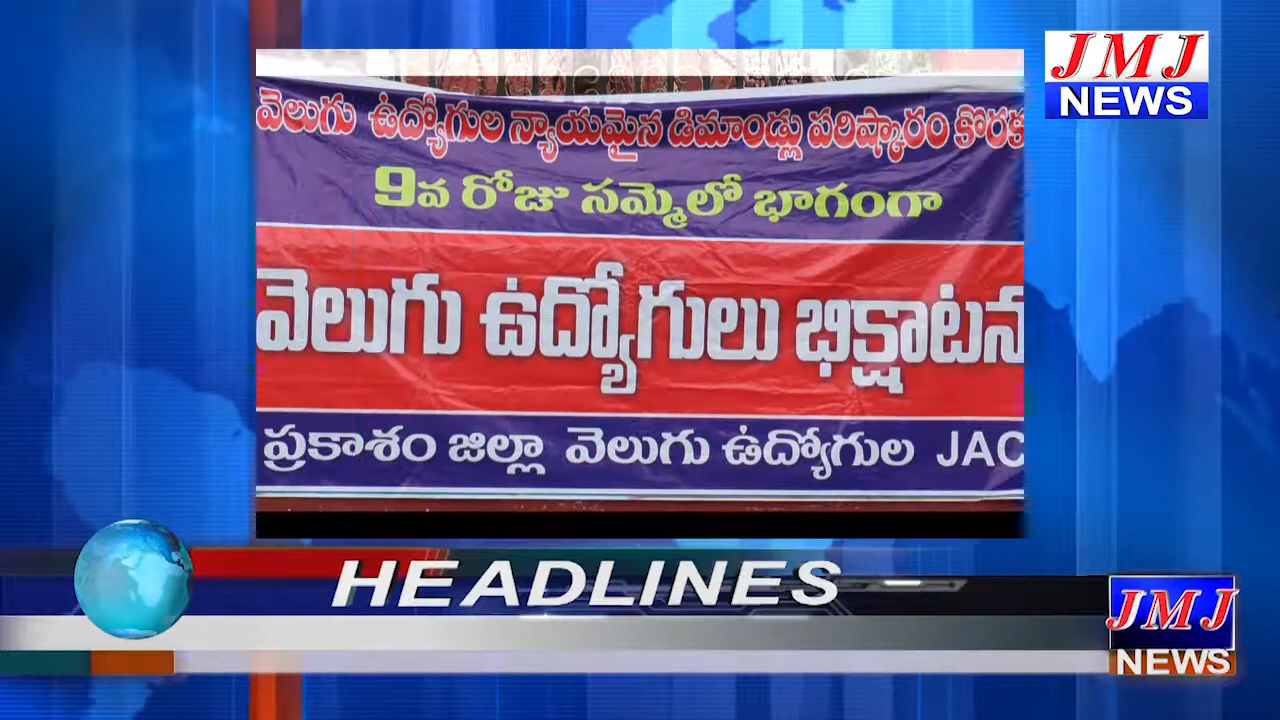 JMJ
NEWS
వెలుగు ఉద్యోగుల న్యాయమైన డిమాండ్లు పరిష్కారం కొరకు
9వ రోజు సమ్మెలో భాగంగా
వెలుగు ఉద్యోగులు భిక్షాటన
ప్రకాశం జిల్లా వెలుగు ఉద్యోగుల JAC
HEADLINES
JMJ
NEWS